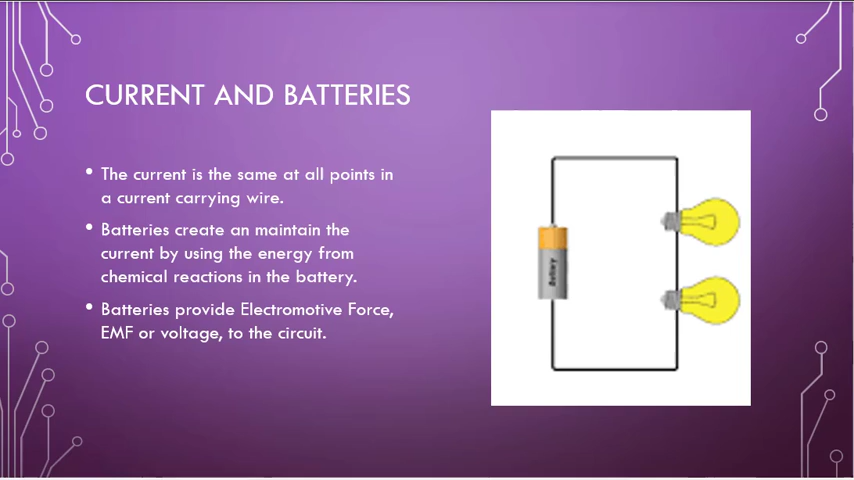 CURRENT AND BATTERIES
• The current is the same at all points in
a current carrying wire.
• Batteries create an maintain the
current by using the energy from
chemical reactions in the battery.
• Batteries provide Electromotive Force,
EMF or voltage, to the circuit.
Battery